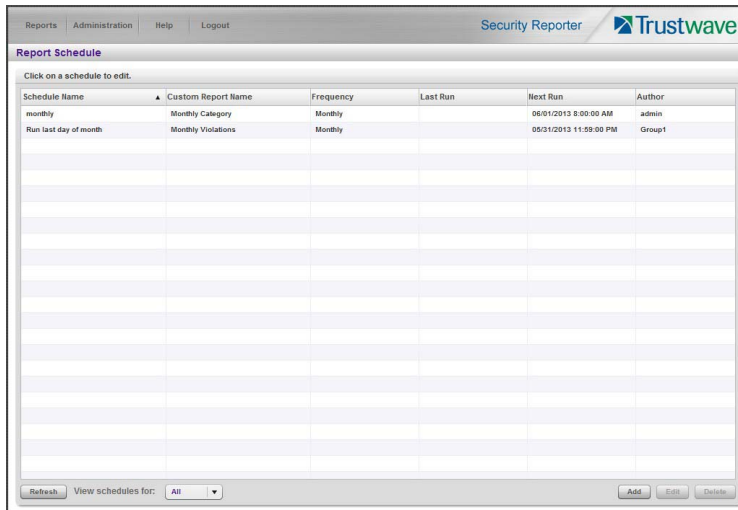 Reports Administration Help Logout Security Reporter Trustwave
Report Schedule
Click on a schedule to edit.
Schedule Name Custom Report Name Frequency Last Run Next Run Author
monthly Monthly Category Monthly 06/01/2013 8:00:00 AM admin
Run last day of month Monthly Violations Monthly 05/31/2013 11:59:00 PM Group1
Refresh View schedules for: All Add Edit Delete